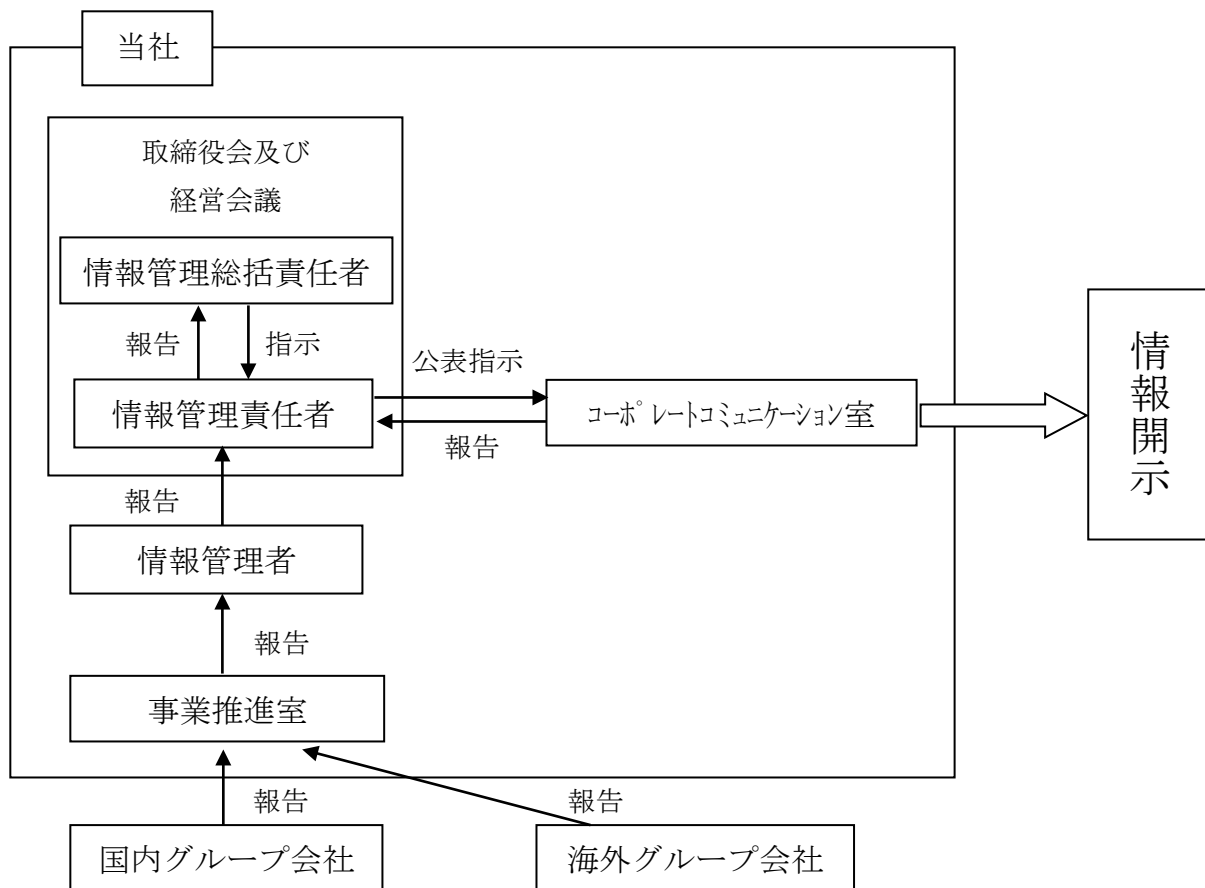 当社
取締役会及び
経営会議
情報管理総括責任者
報告
指示
情報管理責任者
公表指示
報告
コーポレートコミュニケーション室
情報開示
報告
情報管理者
報告
事業推進室
報告
報告
国内グループ会社
海外グループ会社